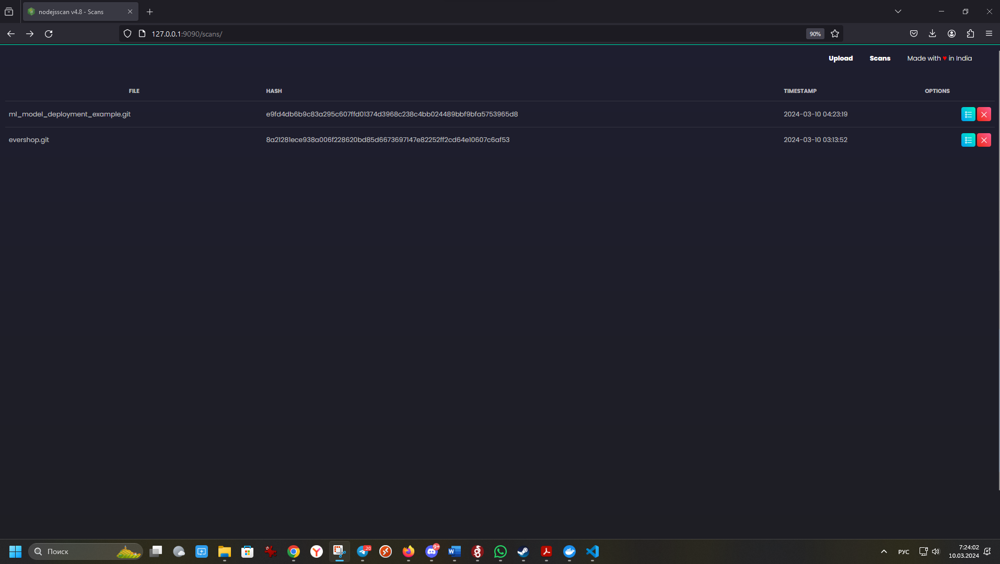 nodejsscan v4.8 - Scans
127.0.0.1:9090/scans/
90%
Upload Scans Made with ♥ in India
FILE HASH TIMESTAMP OPTIONS
ml_model_deployment_example.git e9fd4db6b9c83a295c607ffd01374d3968c238c4bb024489bbf9bfa5753965d8 2024-03-10 04:23:19
evershop.git 8a21281ece938a006f228620bd85d6673697147e82252ff2cd64e10607c6af53 2024-03-10 03:13:52
Поиск
20
9+
РУС
7:24:02
10.03.2024